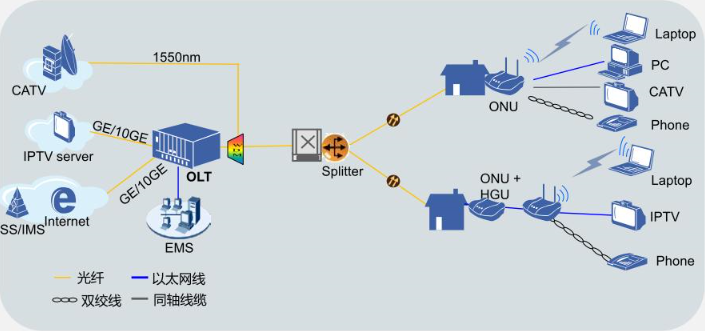 1550nm
CATV
GE/10GE
IPTV server
OLT
GE/10GE
Internet
SS/IMS
EMS
Splitter
ONU
Laptop
PC
CATV
Phone
ONU +
HGU
Laptop
IPTV
Phone
光纤
以太网线
双绞线
同轴线缆